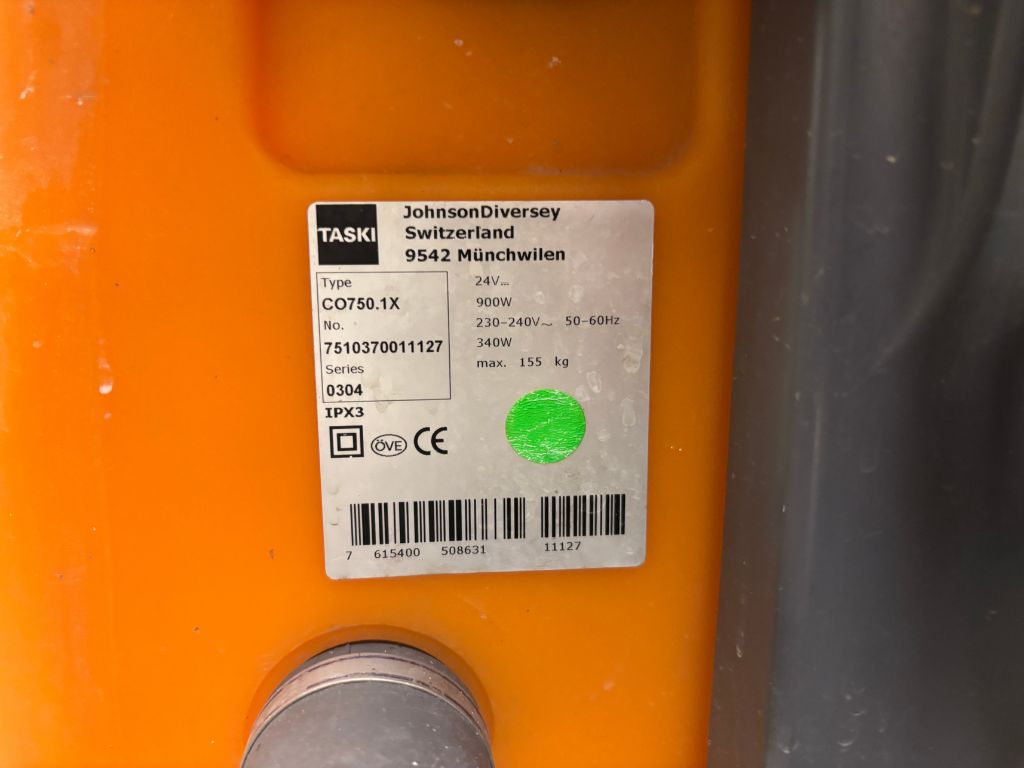 TASKI
JohnsonDiversey
Switzerland
9542 Münchwilen
Type
CO750.1X
No.
7510370011127
Series
0304
IPX3
24V⎓
900W
230-240V~ 50-60Hz
340W
max. 155 kg
ÖVE CE
7 615400 508631 11127